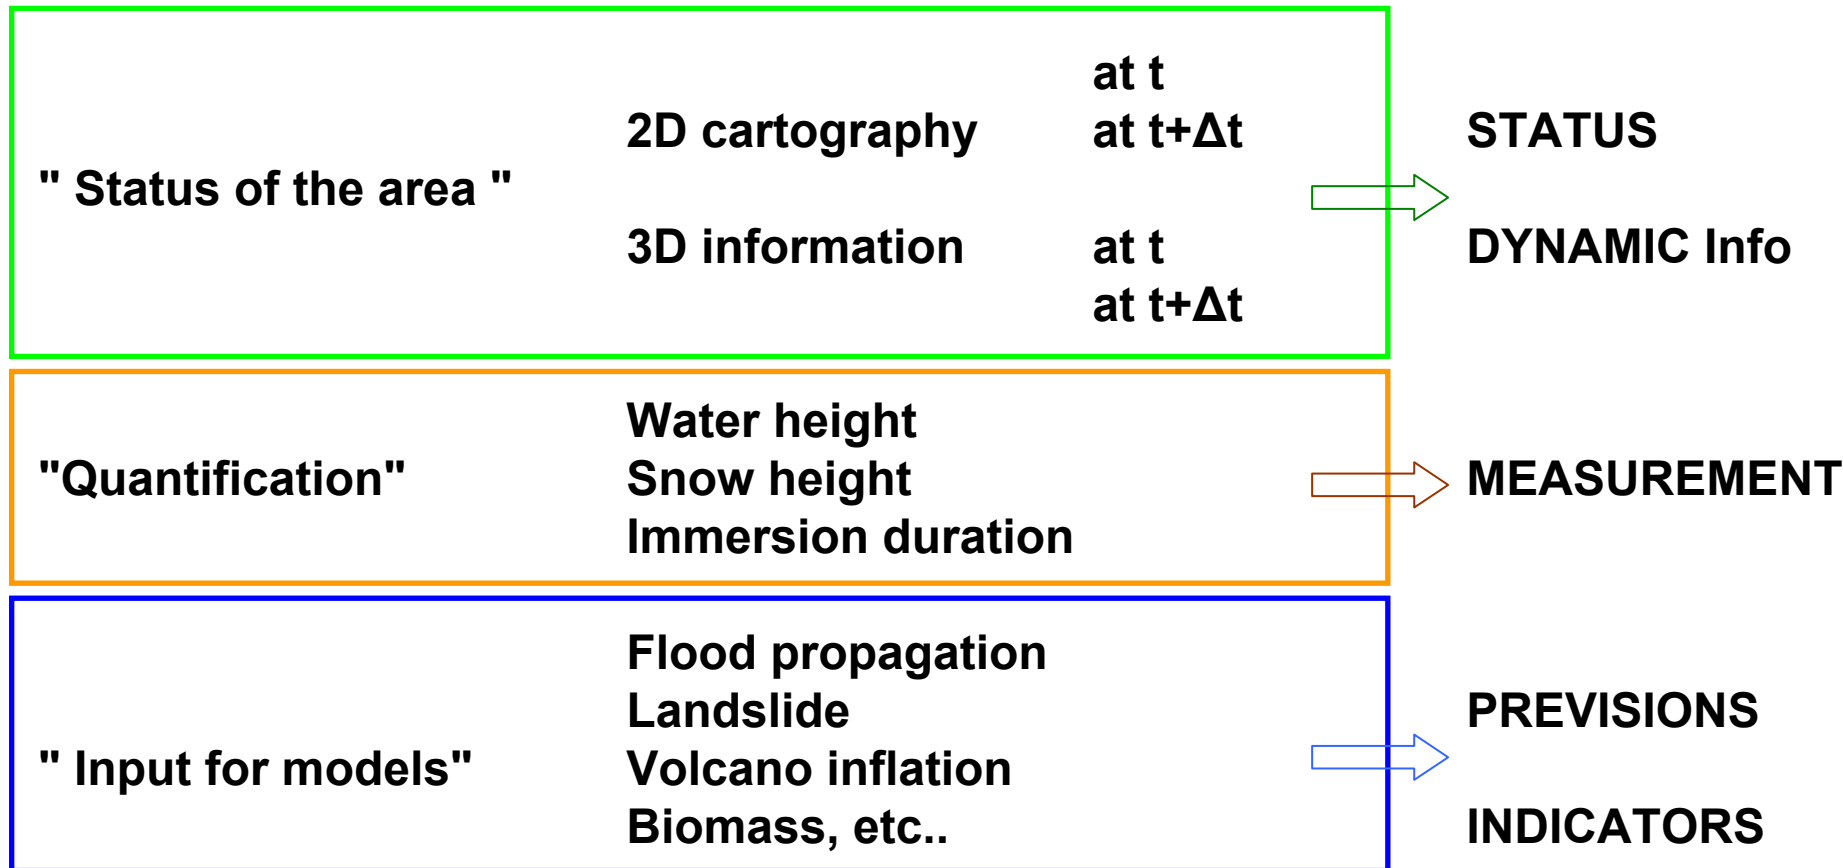 at t
2D cartography at t+Δt STATUS
" Status of the area "
3D information at t DYNAMIC Info
at t+Δt
Water height
"Quantification" Snow height MEASUREMENT
Immersion duration
Flood propagation
Landslide PREVISIONS
" Input for models" Volcano inflation
Biomass, etc.. INDICATORS